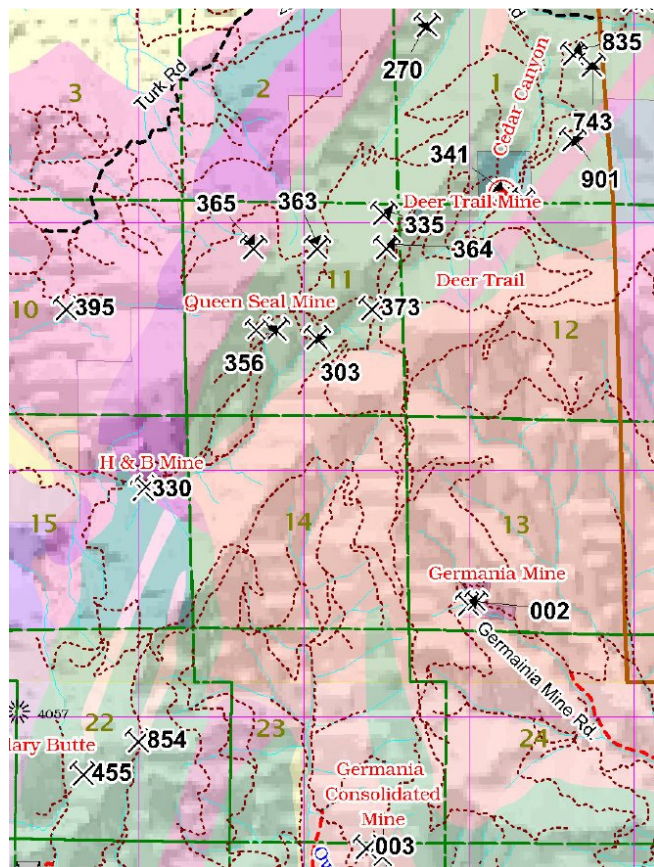 835
Turk Rd
270
3
2
1
Cedar Canyon
743
341
901
365
363
Deer Trail Mine
335
364
11
Deer Trail
10
395
Queen Seal Mine
373
12
356
303
H & B Mine
330
15
14
13
Germania Mine
002
Germainia Mine Rd.
4057
22
23
24
854
lary Butte
455
Germania
Consolidated
Mine
003